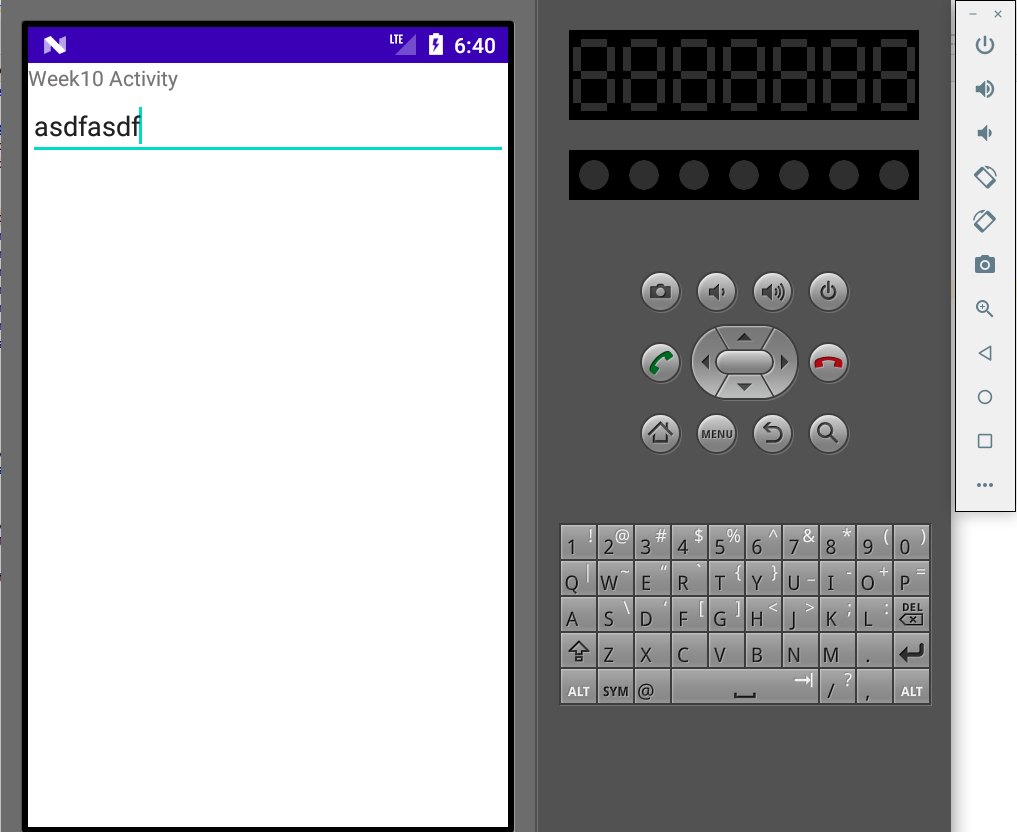 LTE 6:40
Week10 Activity
asdfasdf
MENU
1 ! 2 @ 3 # 4 $ 5 % 6 ^ 7 & 8 * 9 ( 0 )
Q | W ~ E “ R ` T { Y } U _ I - O + P =
A S \ D ‘ F [ G ] H < J > K ; L : DEL
Z X C V B N M .
ALT SYM @ / ? , ALT